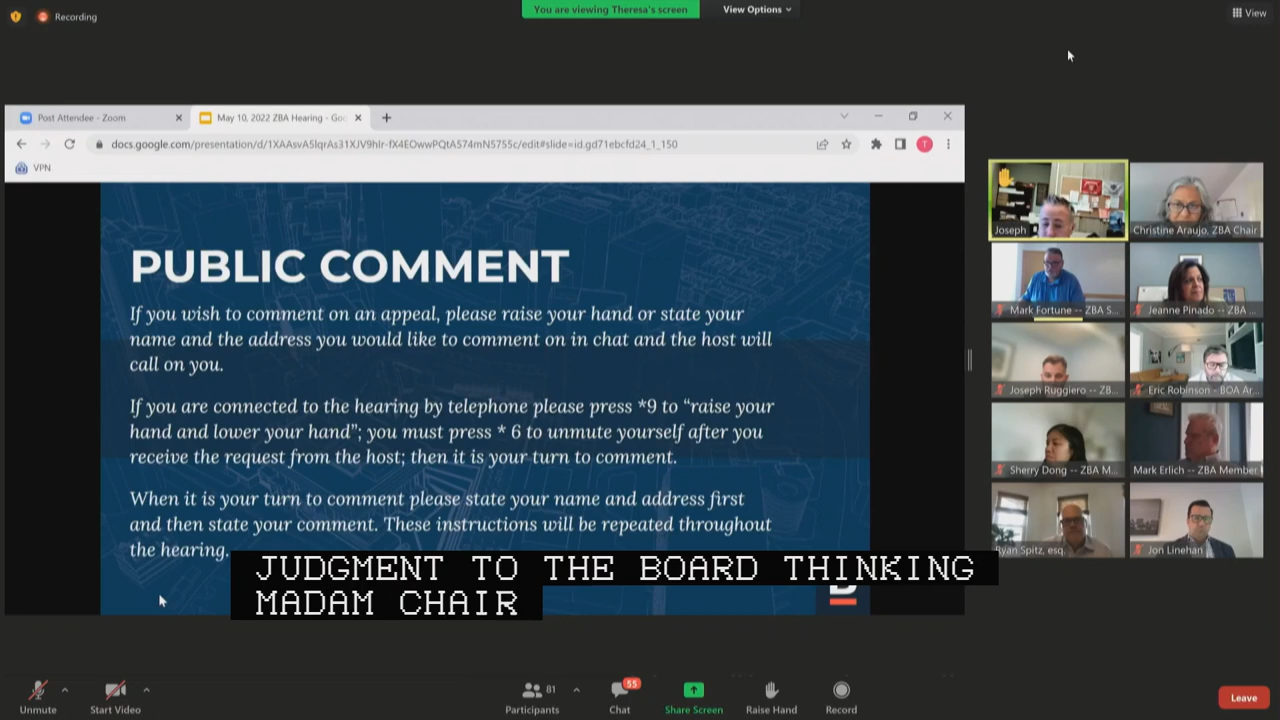 Recording
You are viewing Theresa's screen
View Options
View
Post Attendee - Zoom
May 10, 2022 ZBA Hearing - Goo
docs.google.com/presentation/d/1XAAsvA5lqrAs31XJV9hIr-fX4EOwwPQtA574mN5755c/edit#slide=id.gd71ebcfd24_1_150
T
VPN
PUBLIC COMMENT
If you wish to comment on an appeal, please raise your hand or state your
name and the address you would like to comment on in chat and the host will
call on you.
If you are connected to the hearing by telephone please press *9 to “raise your
hand and lower your hand”; you must press * 6 to unmute yourself after you
receive the request from the host; then it is your turn to comment.
When it is your turn to comment please state your name and address first
and then state your comment. These instructions will be repeated throughout
the hearing.
JUDGMENT TO THE BOARD THINKING
MADAM CHAIR
B
Joseph
Christine Araujo, ZBA Chair
Mark Fortune -- ZBA S...
Jeanne Pinado -- ZBA ...
Joseph Ruggiero -- ZB...
Eric Robinson - BOA Ar...
Sherry Dong -- ZBA M...
Mark Erlich -- ZBA Member
Ryan Spitz, esq.
Jon Linehan
Unmute
Start Video
81
Participants
55
Chat
Share Screen
Raise Hand
Record
Leave